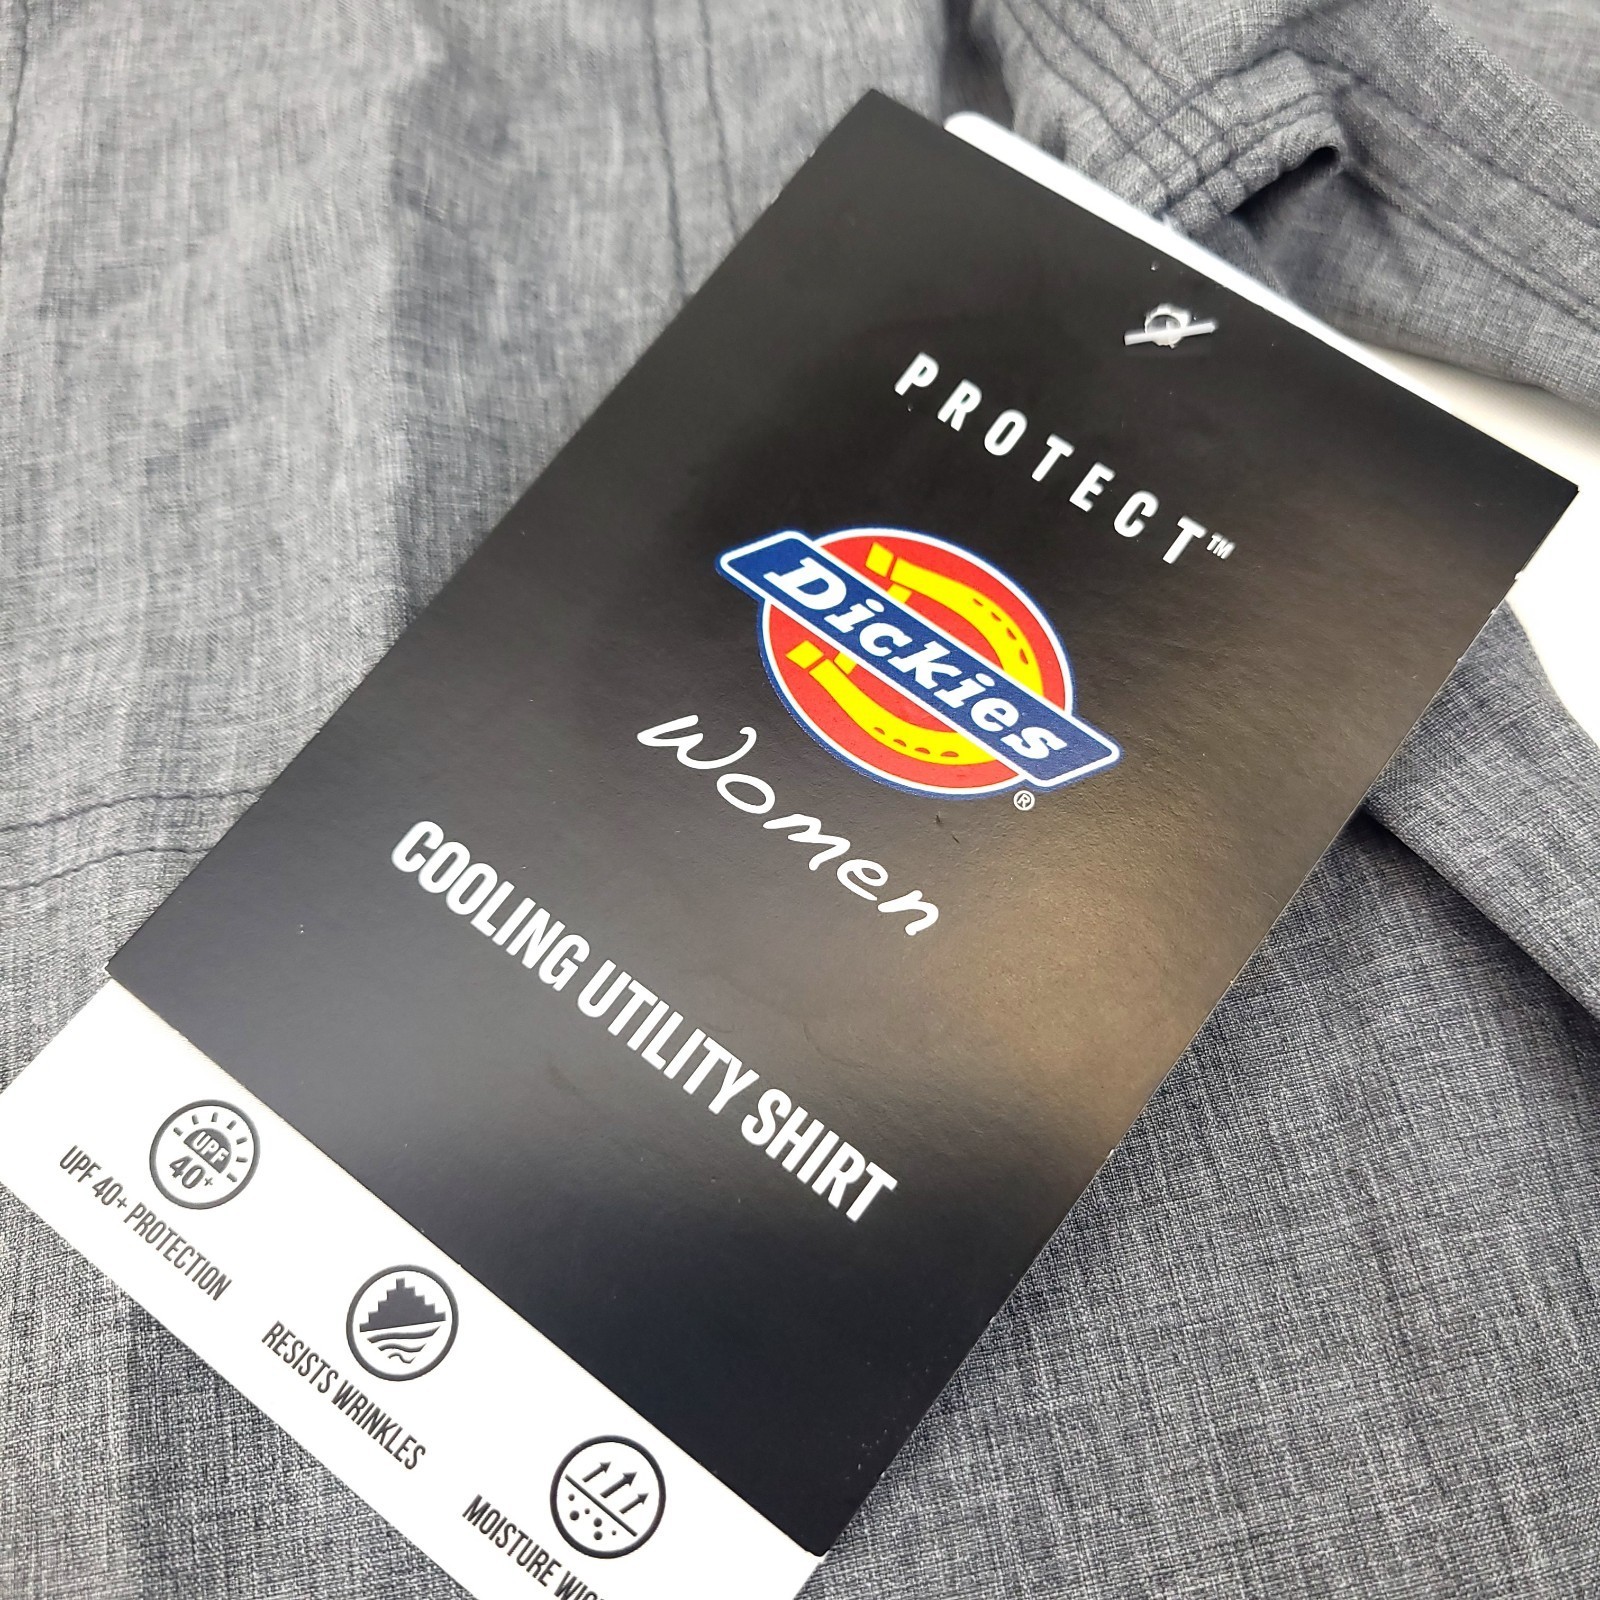 PROTECT™
Dickies®
Women
COOLING UTILITY SHIRT
UPF
40+
UPF 40+ PROTECTION
RESISTS WRINKLES
MOISTURE